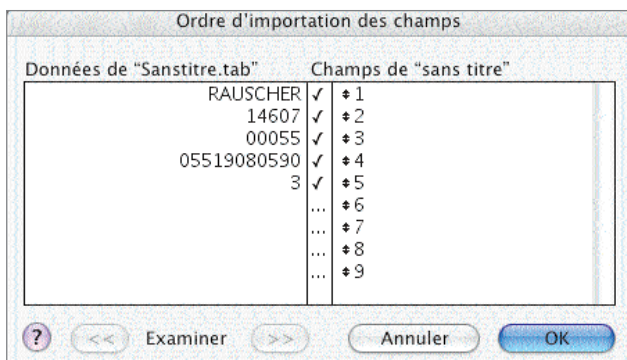 Ordre d'importation des champs
Données de “Sanstitre.tab” Champs de “sans titre”
RAUSCHER ✓ 1
14607 ✓ 2
00055 ✓ 3
05519080590 ✓ 4
3 ✓ 5
... 6
... 7
... 8
... 9
? << Examiner >> Annuler OK